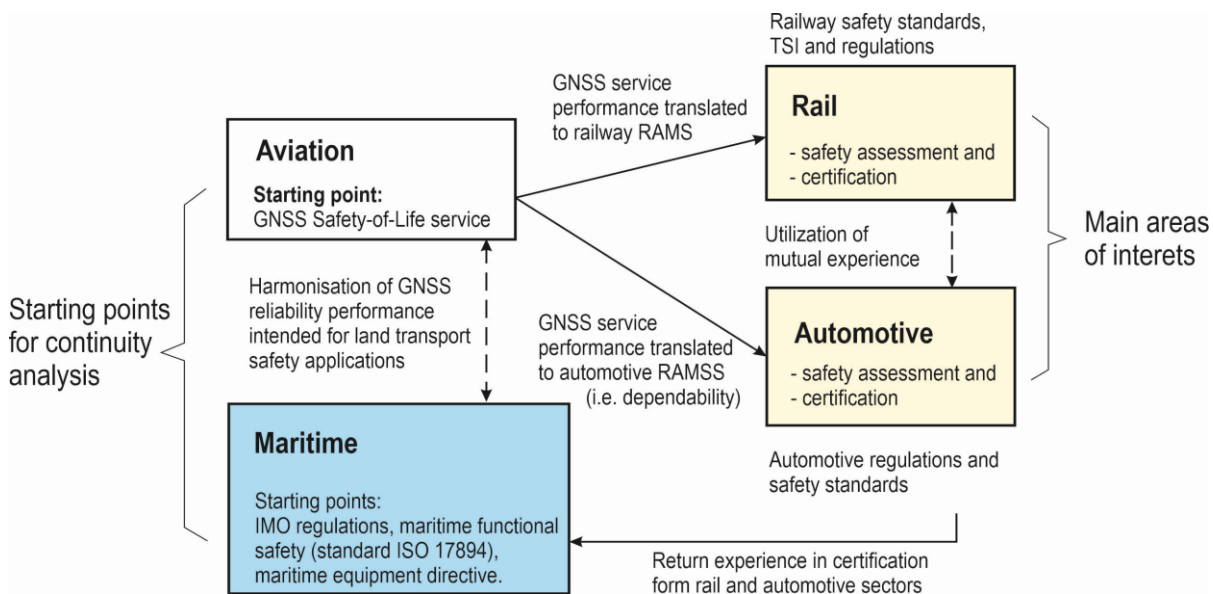 Railway safety standards,
TSI and regulations
GNSS service
performance translated
to railway RAMS
Rail
- safety assessment and
- certification
Aviation
Starting point:
GNSS Safety-of-Life service
Utilization of
mutual experience
Main areas
of interets
Starting points
for continuity
analysis
Harmonisation of GNSS
reliability performance
intended for land transport
safety applications
GNSS service
performance translated
to automotive RAMSS
(i.e. dependability)
Automotive
- safety assessment and
- certification
Maritime
Starting points:
IMO regulations, maritime functional
safety (standard ISO 17894),
maritime equipment directive.
Automotive regulations and
safety standards
Return experience in certification
form rail and automotive sectors